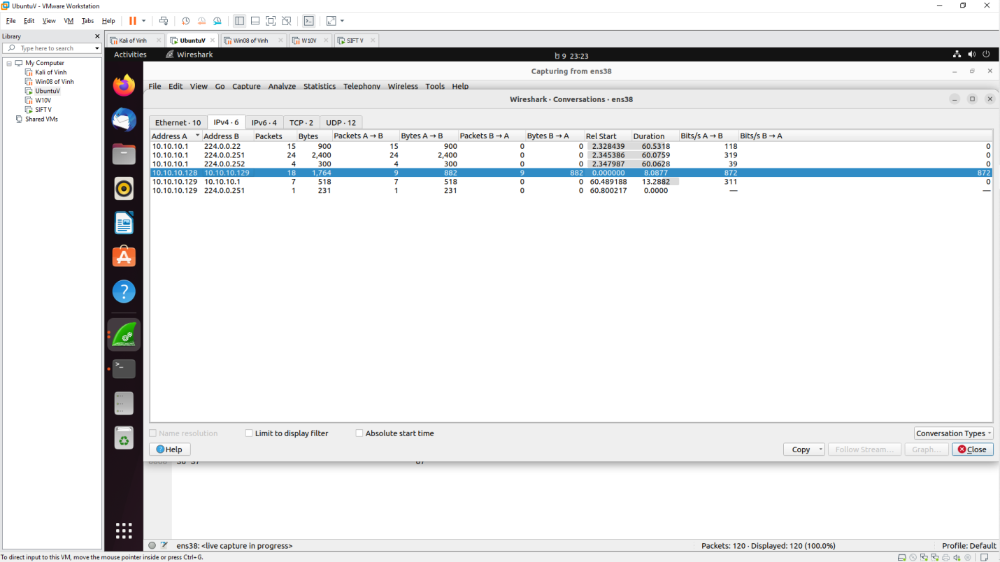 UbuntuV - VMware Workstation
File Edit View VM Tabs Help
Library
Type here to search
My Computer
Kali of Vinh
Win08 of Vinh
UbuntuV
W10V
SIFT V
Shared VMs
Kali of Vinh UbuntuV Win08 of Vinh W10V SIFT V
Activities Wireshark 9 23:23
Capturing from ens38
File Edit View Go Capture Analyze Statistics Telephony Wireless Tools Help
Wireshark · Conversations · ens38
Ethernet · 10 IPv4 · 6 IPv6 · 4 TCP · 2 UDP · 12
Address A Address B Packets Bytes Packets A → B Bytes A → B Packets B → A Bytes B → A Rel Start Duration Bits/s A → B Bits/s B → A
10.10.10.1 224.0.0.22 15 900 15 900 0 0 2.328439 60.5318 118 0
10.10.10.1 224.0.0.251 24 2,400 24 2,400 0 0 2.345386 60.0759 319 0
10.10.10.1 224.0.0.252 4 300 4 300 0 0 2.347987 60.0628 39 0
10.10.10.128 10.10.10.129 18 1,764 9 882 9 882 0.000000 8.0877 872 872
10.10.10.129 10.10.10.1 7 518 7 518 0 0 60.489188 13.2882 311 0
10.10.10.129 224.0.0.251 1 231 1 231 0 0 60.800217 0.0000 — —
Name resolution Limit to display filter Absolute start time Conversation Types
Help Copy Follow Stream... Graph... Close
ens38: <live capture in progress> Packets: 120 · Displayed: 120 (100.0%) Profile: Default
To direct input to this VM, move the mouse pointer inside or press Ctrl+G.